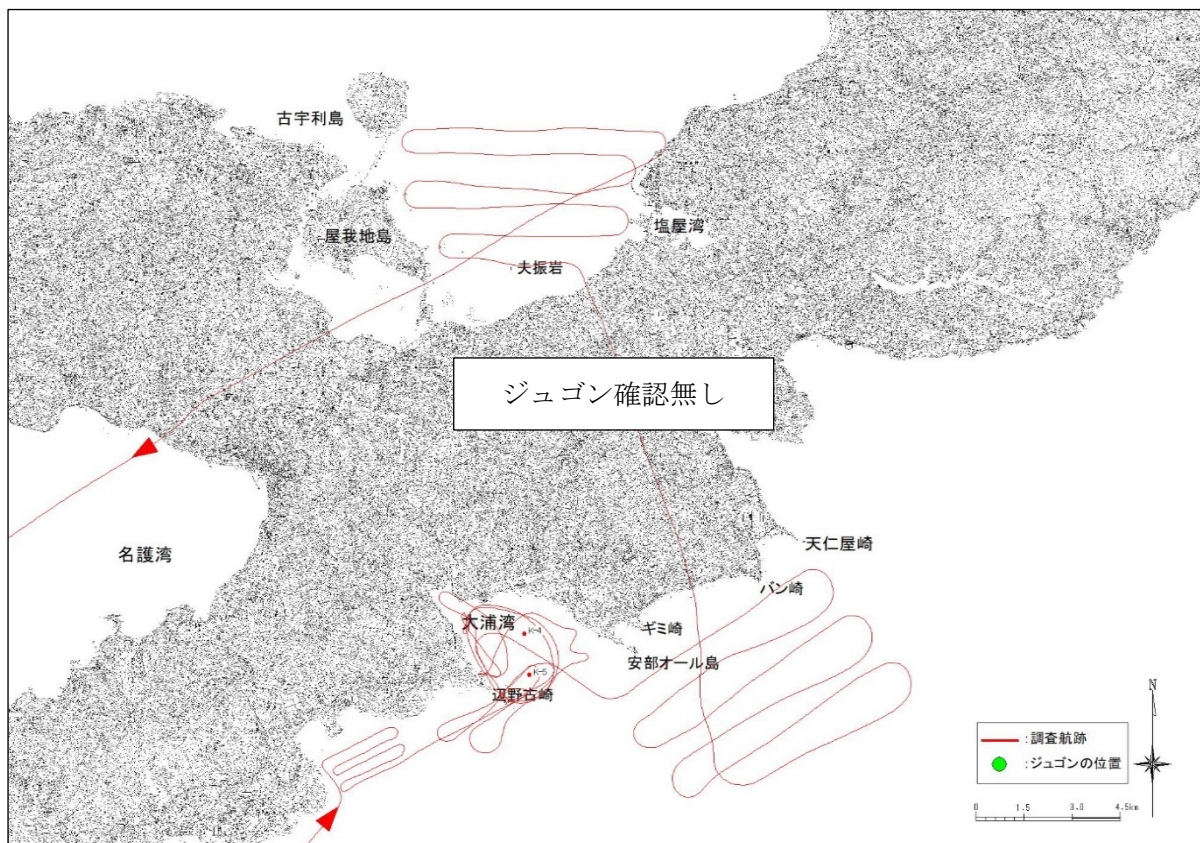 古宇利島
屋我地島
塩屋湾
夫振岩
ジュゴン確認無し
名護湾
天仁屋崎
バン崎
大浦湾
K-4
ギミ崎
安部オール島
K-5
辺野古崎
N
:調査航跡
:ジュゴンの位置
0 1.5 3.0 4.5km